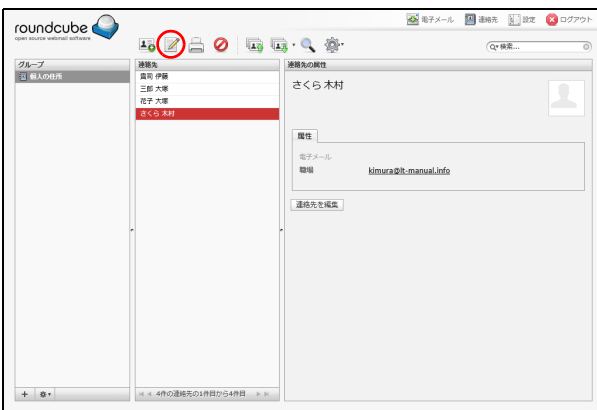 roundcube
open source webmail software
電子メール 連絡先 設定 ログアウト
検索...
グループ
個人の住所
連絡先
貴司 伊藤
三郎 大塚
花子 大塚
さくら 木村
4件の連絡先の1件目から4件目
連絡先の属性
さくら 木村
属性
電子メール
職場 kimura@lt-manual.info
連絡先を編集